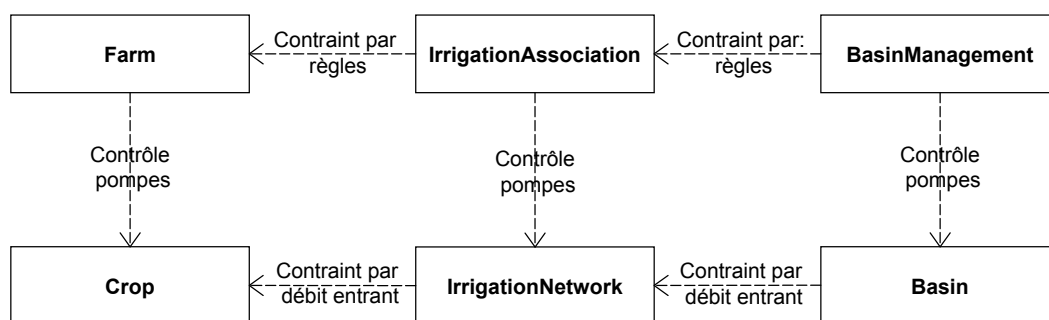 Farm
Contraint par
règles
IrrigationAssociation
Contraint par:
règles
BasinManagement
Contrôle
pompes
Contrôle
pompes
Contrôle
pompes
Crop
Contraint par
débit entrant
IrrigationNetwork
Contraint par
débit entrant
Basin